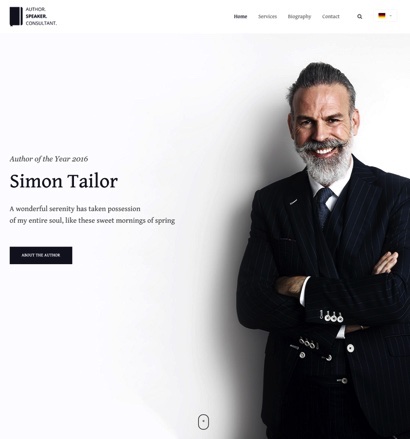 AUTHOR.
SPEAKER.
CONSULTANT.
Home Services Biography Contact
Author of the Year 2016
Simon Tailor
A wonderful serenity has taken possession
of my entire soul, like these sweet mornings of spring
ABOUT THE AUTHOR